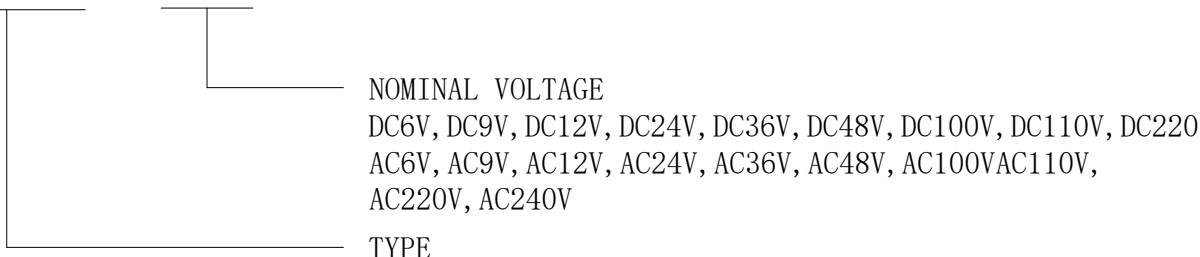 NOMINAL VOLTAGE
DC6V,DC9V,DC12V,DC24V,DC36V,DC48V,DC100V,DC110V,DC220
AC6V,AC9V,AC12V,AC24V,AC36V,AC48V,AC100VAC110V,
AC220V,AC240V
TYPE